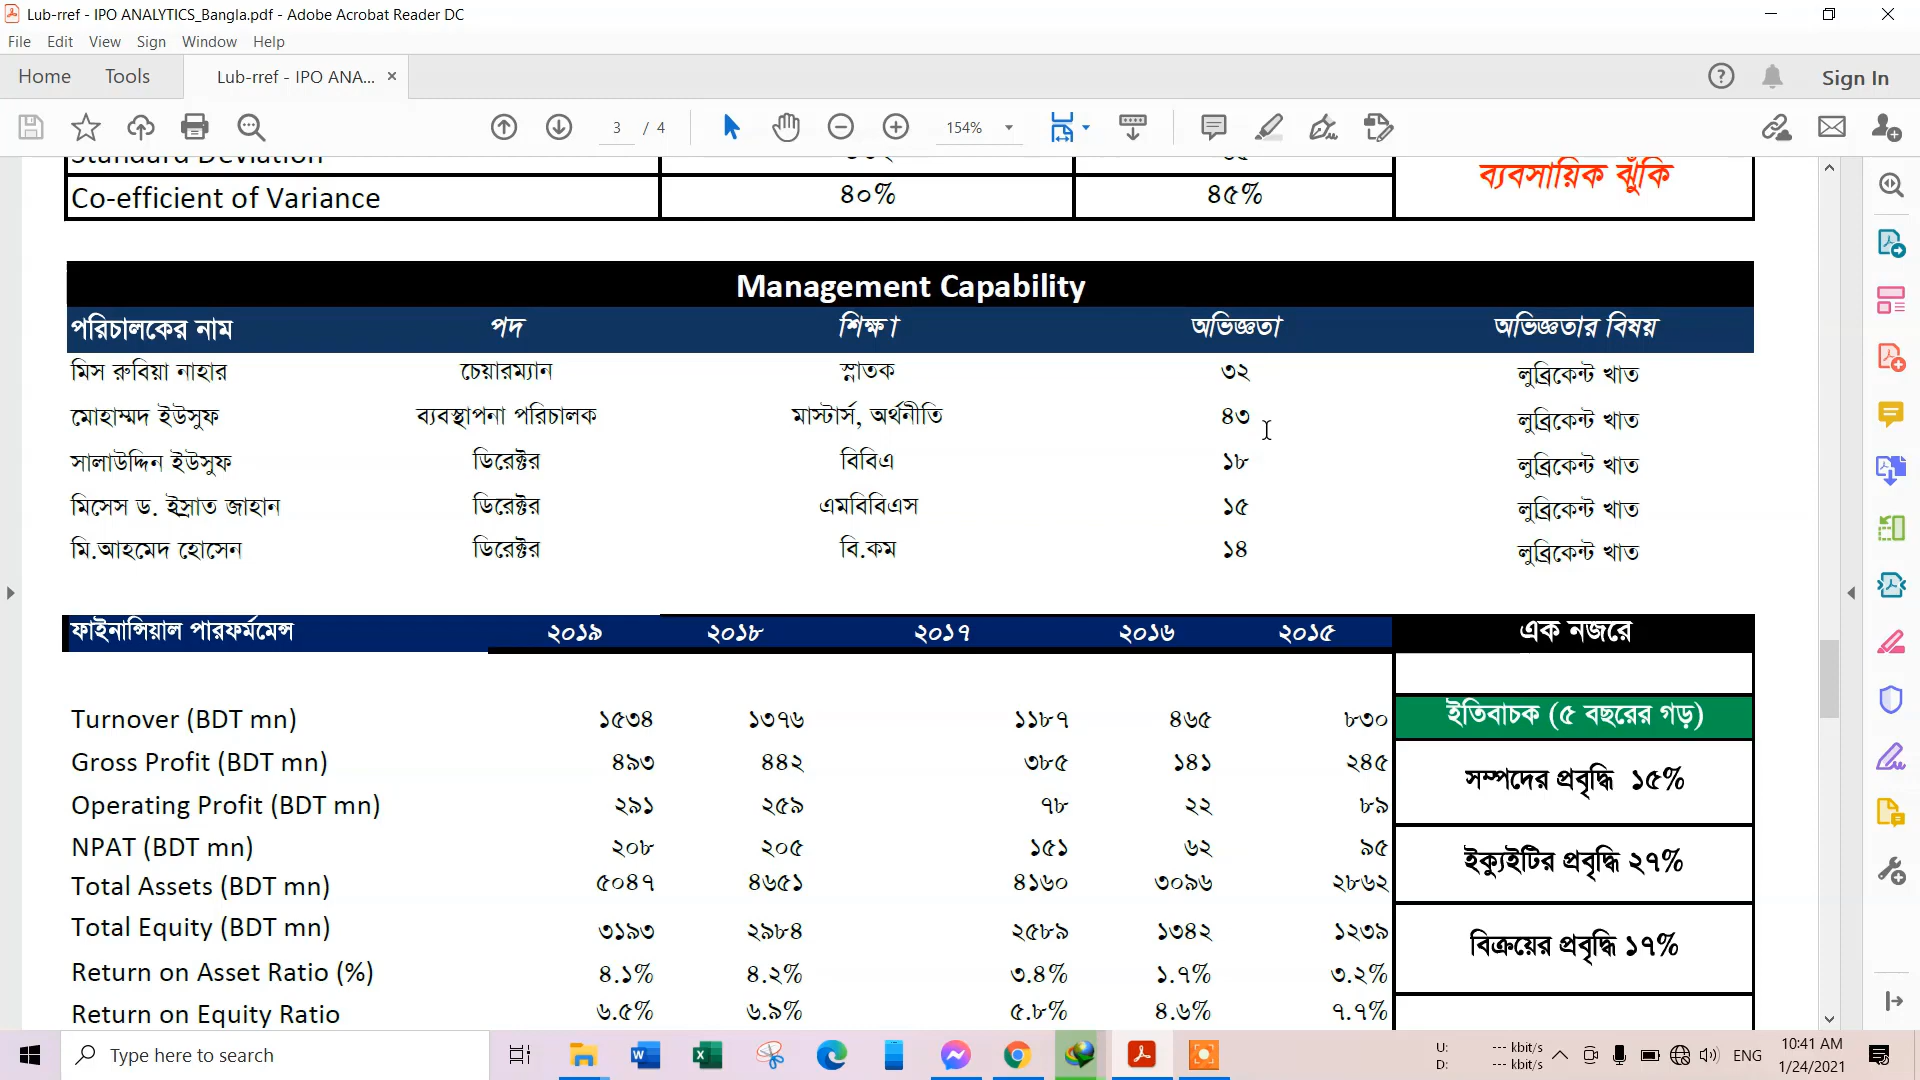 Lub-rref - IPO ANALYTICS_Bangla.pdf - Adobe Acrobat Reader DC
File Edit View Sign Window Help
Home Tools Lub-rref - IPO ANA... × Sign In
3 / 4 154%
Standard Deviation
Co-efficient of Variance ৪০% ৪৫% ব্যবসায়িক ঝুঁকি
Management Capability
পরিচালকের নাম পদ শিক্ষা অভিজ্ঞতা অভিজ্ঞতার বিষয়
মিস রুবিয়া নাহার চেয়ারম্যান স্নাতক ৩২ লুব্রিকেন্ট খাত
মোহাম্মদ ইউসুফ ব্যবস্থাপনা পরিচালক মাস্টার্স, অর্থনীতি ৪৩ লুব্রিকেন্ট খাত
সালাউদ্দিন ইউসুফ ডিরেক্টর বিবিএ ১৮ লুব্রিকেন্ট খাত
মিসেস ড. ইস্রাত জাহান ডিরেক্টর এমবিবিএস ১৫ লুব্রিকেন্ট খাত
মি.আহমেদ হোসেন ডিরেক্টর বি.কম ১৪ লুব্রিকেন্ট খাত
ফাইনান্সিয়াল পারফর্মেন্স ২০১৯ ২০১৮ ২০১৭ ২০১৬ ২০১৫ এক নজরে
Turnover (BDT mn) ১৫৩৪ ১৩৭৬ ১১৮৭ ৪৬৫ ৮৩০ ইতিবাচক (৫ বছরের গড়)
Gross Profit (BDT mn) ৪৯৩ ৪৪২ ৩৮৫ ১৪১ ২৪৫ সম্পদের প্রবৃদ্ধি ১৫%
Operating Profit (BDT mn) ২৯১ ২৫৯ ৭৮ ২২ ৮৯
NPAT (BDT mn) ২০৮ ২০৫ ১৫১ ৬২ ৯৫ ইক্যুইটির প্রবৃদ্ধি ২৭%
Total Assets (BDT mn) ৫০৪৭ ৪৬৫১ ৪১৬০ ৩০৯৬ ২৮৬২
Total Equity (BDT mn) ৩১৯৩ ২৯৮৪ ২৫৮৯ ১৩৪২ ১২৩৯ বিক্রয়ের প্রবৃদ্ধি ১৭%
Return on Asset Ratio (%) ৪.১% ৪.২% ৩.৪% ১.৭% ৩.২%
Return on Equity Ratio ৬.৫% ৬.৯% ৫.৮% ৪.৬% ৭.৭%
Type here to search U: --- kbit/s D: --- kbit/s ENG 10:41 AM
1/24/2021